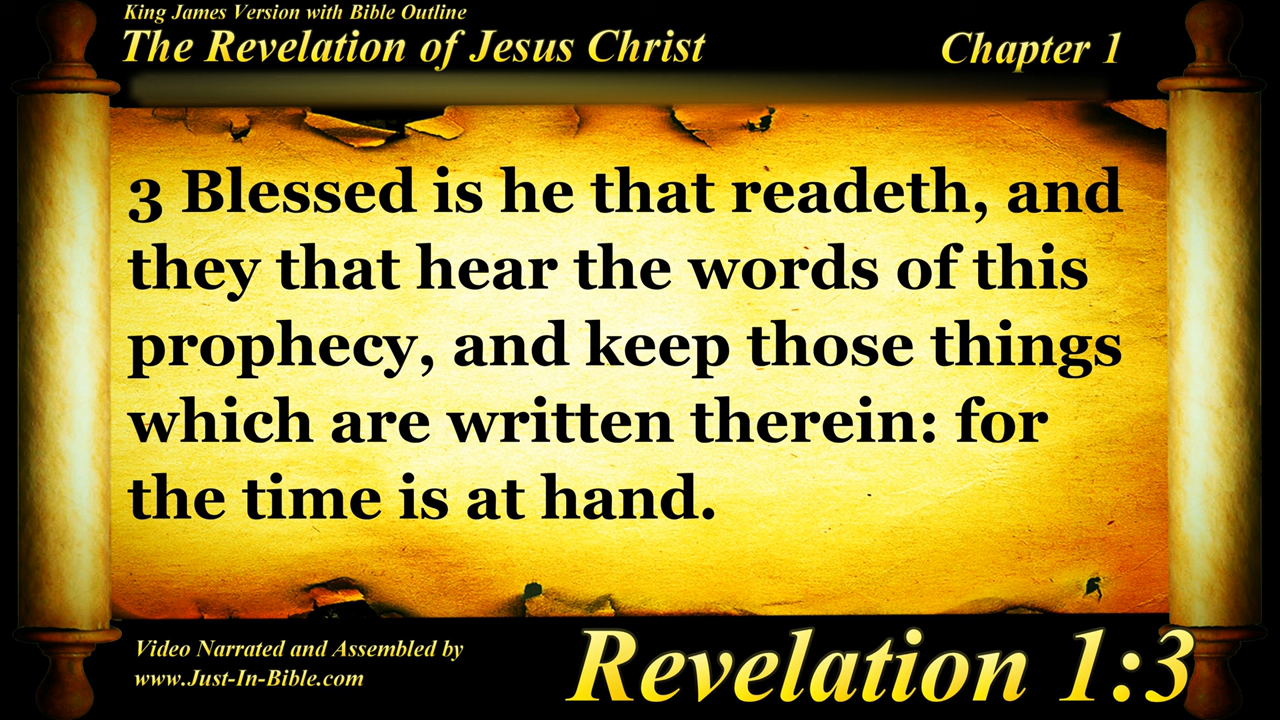 King James Version with Bible Outline
The Revelation of Jesus Christ
Chapter 1
3 Blessed is he that readeth, and
they that hear the words of this
prophecy, and keep those things
which are written therein: for
the time is at hand.
Video Narrated and Assembled by
www.Just-In-Bible.com
Revelation 1:3